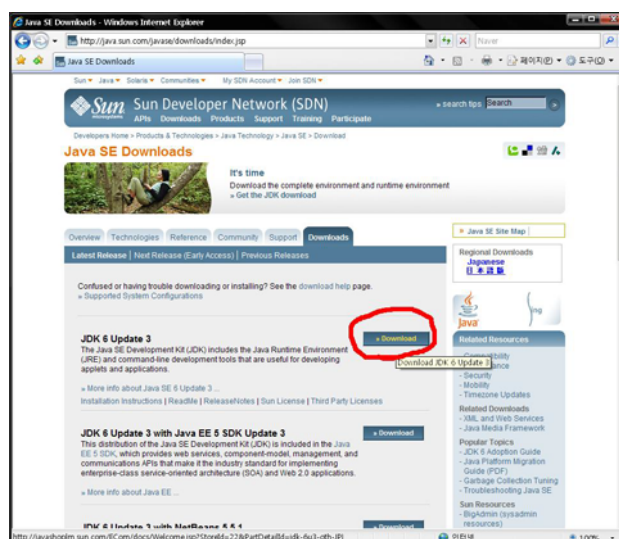 Java SE Downloads - Windows Internet Explorer
http://java.sun.com/javase/downloads/index.jsp
Naver
Java SE Downloads
페이지(P)
도구(O)
Sun Java Solaris Communities My SDN Account Join SDN
Sun
Sun Developer Network (SDN)
» search tips Search
APIs Downloads Products Support Training Participate
Developers Home > Products & Technologies > Java Technology > Java SE > Download
Java SE Downloads
It's time
Download the complete environment and runtime environment
» Get the JDK download
Overview Technologies Reference Community Support Downloads
Latest Release | Next Release (Early Access) | Previous Releases
Confused or having trouble downloading or installing? See the download help page.
» Supported System Configurations
JDK 6 Update 3
» Download
The Java SE Development Kit (JDK) includes the Java Runtime Environment
(JRE) and command-line development tools that are useful for developing
applets and applications.
Download JDK 6 Update 3
» More info about Java SE 6 Update 3 ...
Installation Instructions | ReadMe | ReleaseNotes | Sun License | Third Party Licenses
JDK 6 Update 3 with Java EE 5 SDK Update 3
» Download
This distribution of the Java SE Development Kit (JDK) is included in the Java
EE 5 SDK, which provides web services, component-model, management, and
communications APIs that make it the industry standard for implementing
enterprise-class service-oriented architecture (SOA) and Web 2.0 applications.
» More info about Java EE ...
JDK 6 Update 3 with NetBeans 5.5.1
» Download
» Java SE Site Map
Regional Downloads
Japanese
日本語版
Java
ing
Related Resources
- Security
- Mobility
- Timezone Updates
Related Downloads
- XML and Web Services
- Java Media Framework
Popular Topics
- JDK 6 Adoption Guide
- Java Platform Migration
Guide (PDF)
- Garbage Collection Tuning
- Troubleshooting Java SE
Sun Resources
- BigAdmin (sysadmin
resources)
인터넷
100%